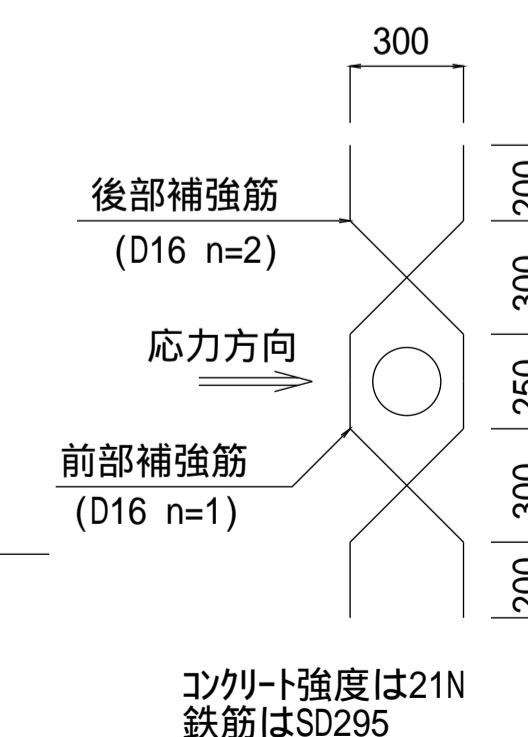 300
200
後部補強筋
(D16 n=2)
300
応力方向
250
前部補強筋
(D16 n=1)
300
200
コンクリート強度は21N
鉄筋はSD295